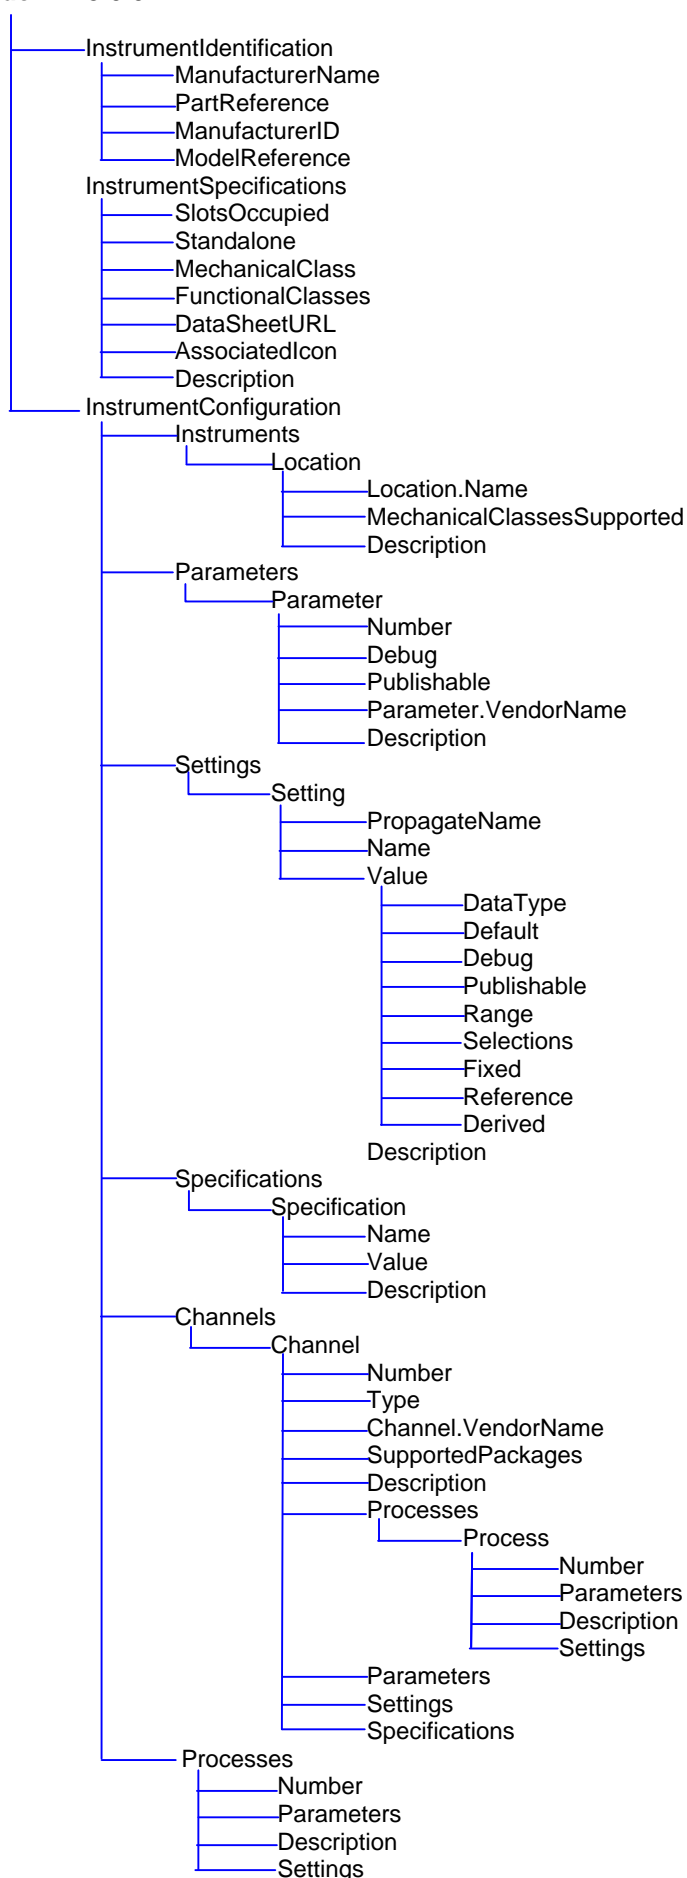 InstrumentIdentification
ManufacturerName
PartReference
ManufacturerID
ModelReference
InstrumentSpecifications
SlotsOccupied
Standalone
MechanicalClass
FunctionalClasses
DataSheetURL
AssociatedIcon
Description
InstrumentConfiguration
Instruments
Location
Location.Name
MechanicalClassesSupported
Description
Parameters
Parameter
Number
Debug
Publishable
Parameter.VendorName
Description
Settings
Setting
PropagateName
Name
Value
DataType
Default
Debug
Publishable
Range
Selections
Fixed
Reference
Derived
Description
Specifications
Specification
Name
Value
Description
Channels
Channel
Number
Type
Channel.VendorName
SupportedPackages
Description
Processes
Process
Number
Parameters
Description
Settings
Parameters
Settings
Specifications
Processes
Number
Parameters
Description
Settings